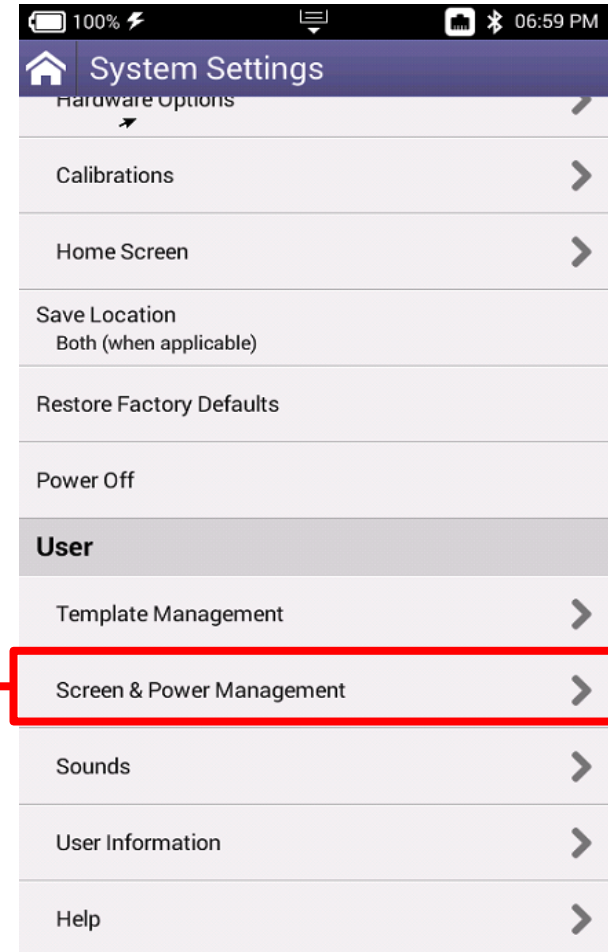 100% 06:59 PM
System Settings
Hardware Options
Calibrations
Home Screen
Save Location
Both (when applicable)
Restore Factory Defaults
Power Off
User
Template Management
Screen & Power Management
Sounds
User Information
Help